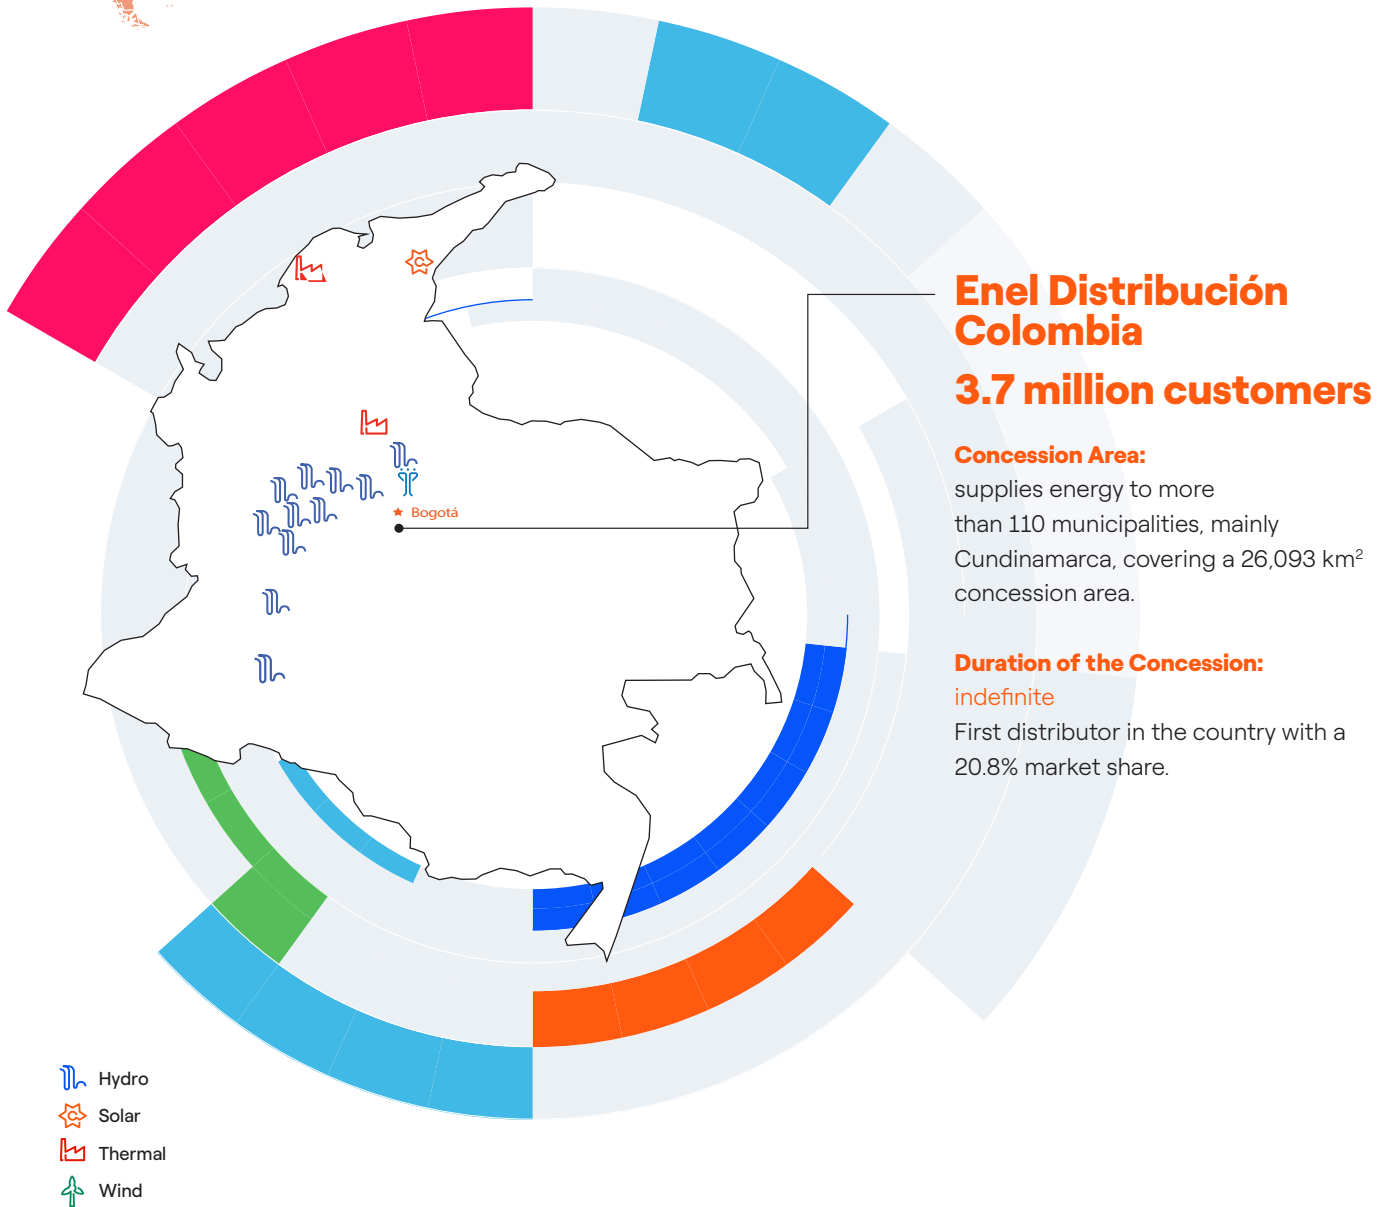 Enel Distribución
Colombia
3.7 million customers
Concession Area:
supplies energy to more
than 110 municipalities, mainly
Cundinamarca, covering a 26,093 km²
concession area.
Duration of the Concession:
indefinite
First distributor in the country with a
20.8% market share.
Bogotá
Hydro
Solar
Thermal
Wind